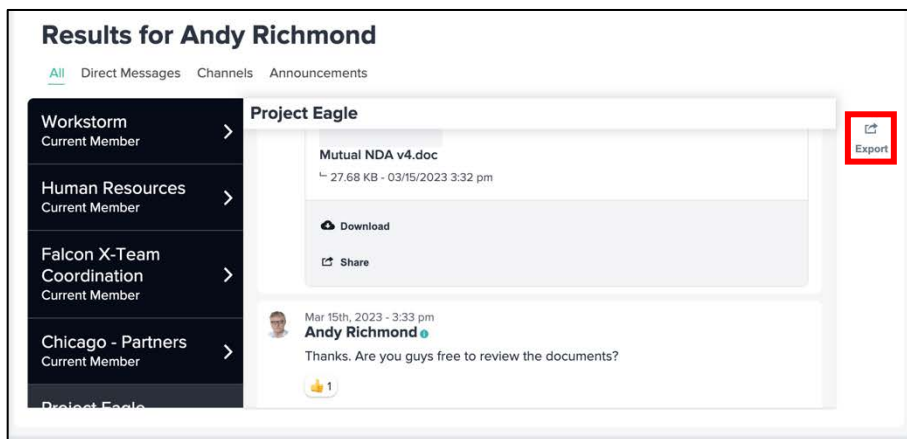 Results for Andy Richmond
All Direct Messages Channels Announcements
Workstorm
Current Member
Human Resources
Current Member
Falcon X-Team
Coordination
Current Member
Chicago - Partners
Current Member
Project Eagle
Project Eagle
Mutual NDA v4.doc
27.68 KB - 03/15/2023 3:32 pm
Download
Share
Mar 15th, 2023 - 3:33 pm
Andy Richmond
Thanks. Are you guys free to review the documents?
1
Export